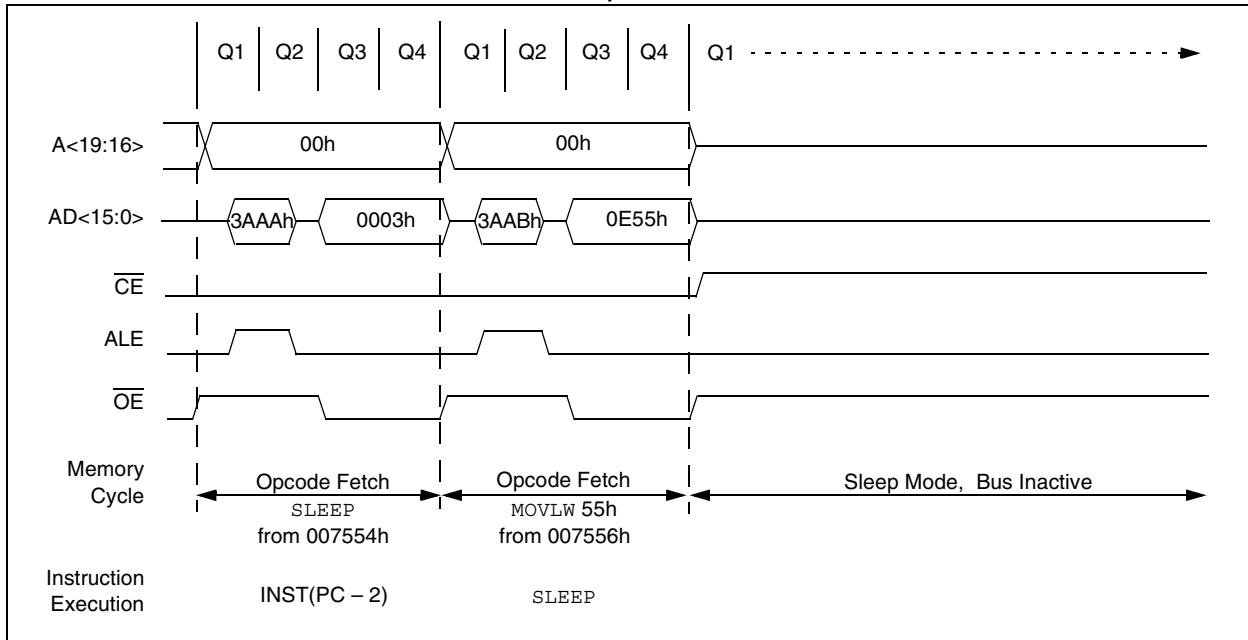 Q1 Q2 Q3 Q4 Q1 Q2 Q3 Q4 Q1
A<19:16> 00h 00h
AD<15:0> 3AAAh 0003h 3AABh 0E55h
CE
ALE
OE
Memory
Cycle
Opcode Fetch
SLEEP
from 007554h
Opcode Fetch
MOVLW 55h
from 007556h
Sleep Mode, Bus Inactive
Instruction
Execution
INST(PC – 2)
SLEEP